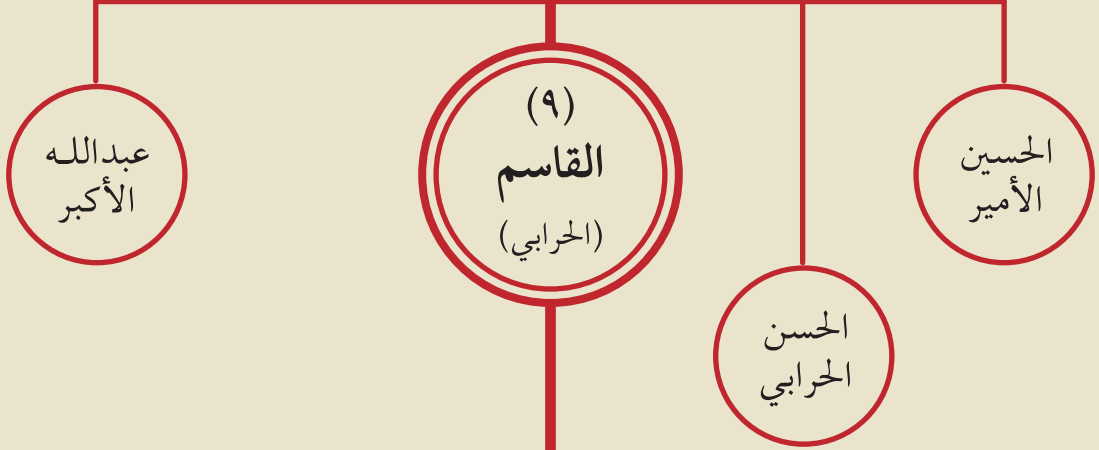 الحسين
الأمير
الحسن
الحرابي
(٩)
القاسم
(الحرابي)
عبدالله
الأكبر